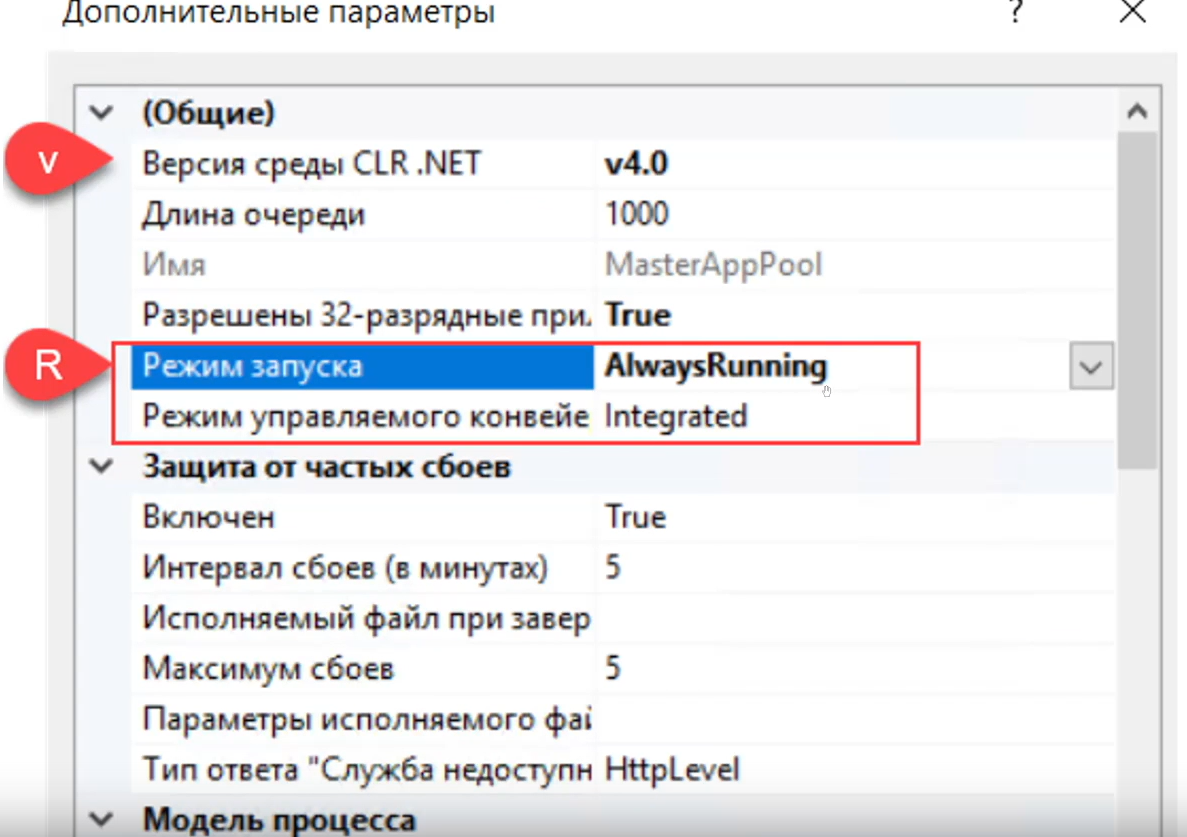 Дополнительные параметры ? ×
(Общие)
V Версия среды CLR .NET v4.0
Длина очереди 1000
Имя MasterAppPool
Разрешены 32-разрядные при True
R Режим запуска AlwaysRunning
Режим управляемого конвейе Integrated
Защита от частых сбоев
Включен True
Интервал сбоев (в минутах) 5
Исполняемый файл при завер
Максимум сбоев 5
Параметры исполняемого фай
Тип ответа "Служба недоступн HttpLevel
Модель процесса